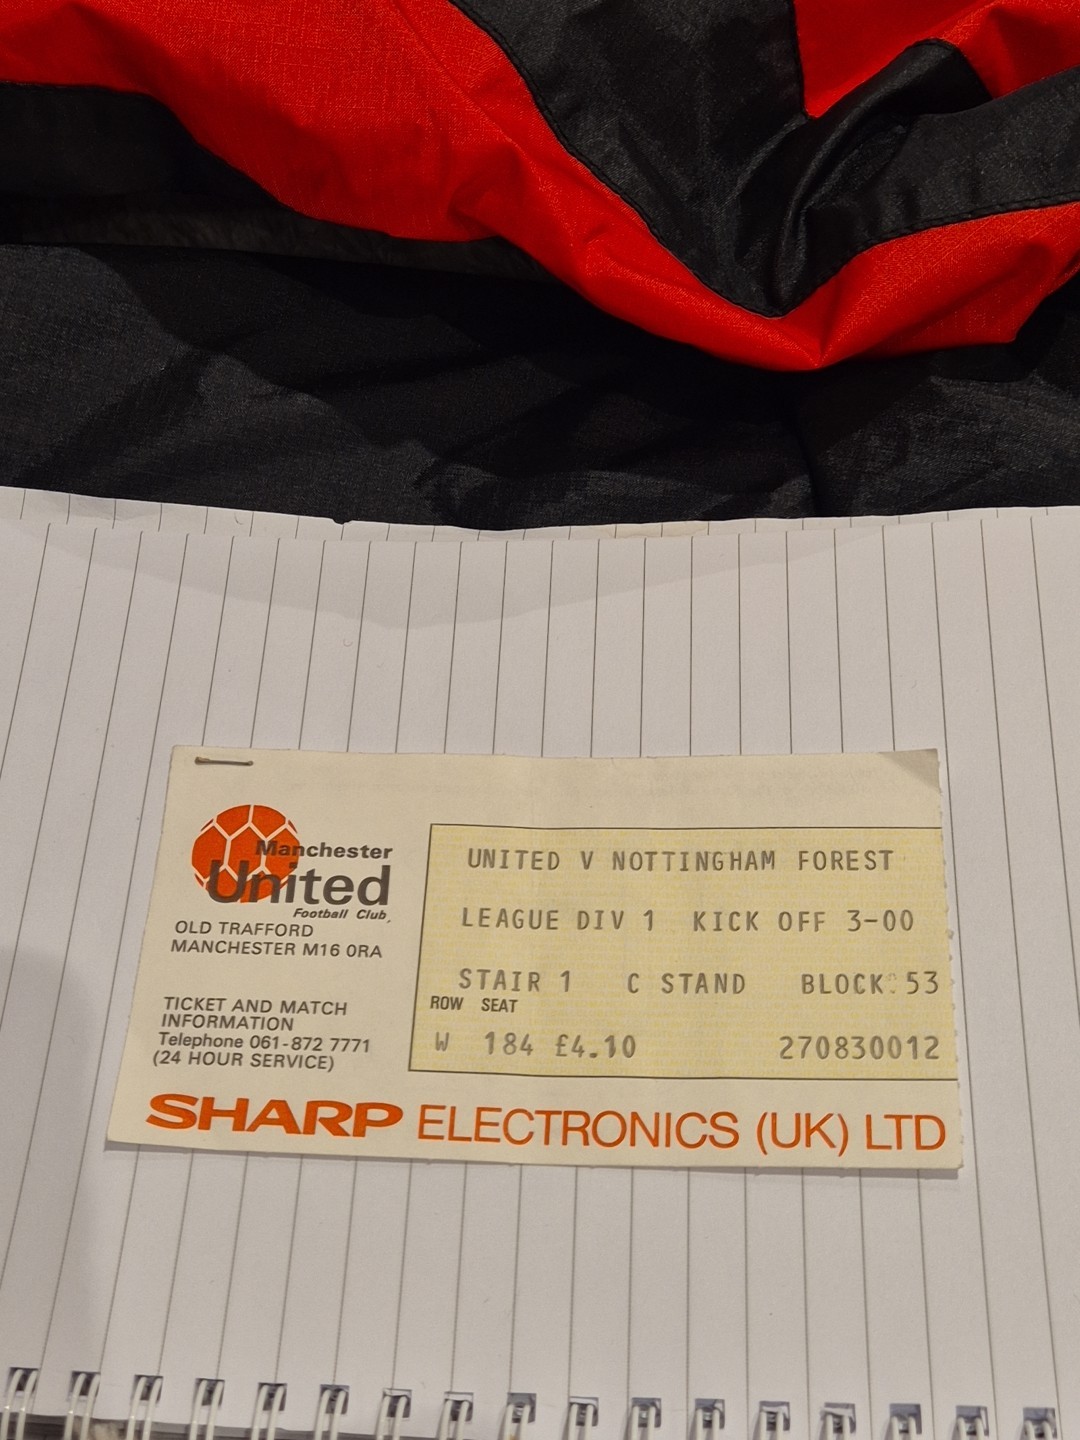 Manchester
United
Football Club
OLD TRAFFORD
MANCHESTER M16 0RA
TICKET AND MATCH
INFORMATION
Telephone 061-872 7771
(24 HOUR SERVICE)
UNITED V NOTTINGHAM FOREST
LEAGUE DIV 1 KICK OFF 3-00
STAIR 1 C STAND BLOCK: 53
ROW SEAT
W 184 £4.10 270830012
SHARP ELECTRONICS (UK) LTD